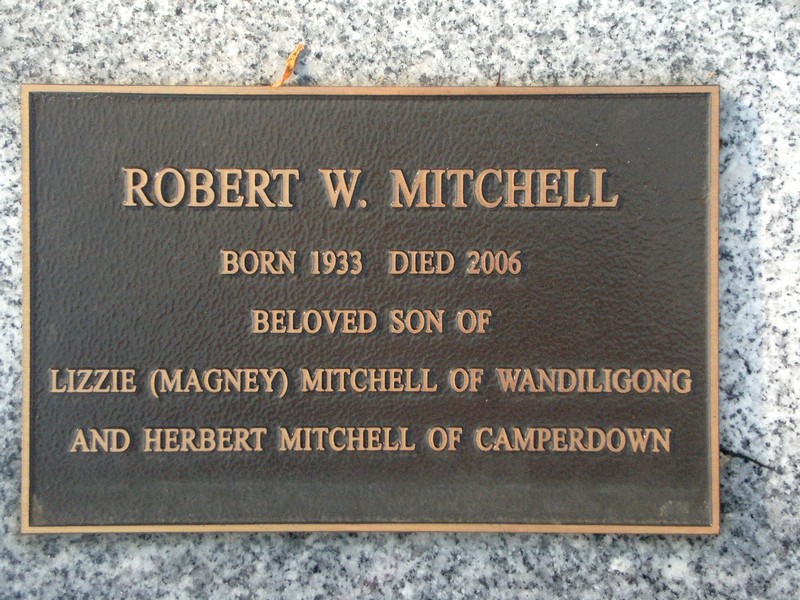 ROBERT W. MITCHELL
BORN 1933 DIED 2006
BELOVED SON OF
LIZZIE (MAGNEY) MITCHELL OF WANDILIGONG
AND HERBERT MITCHELL OF CAMPERDOWN